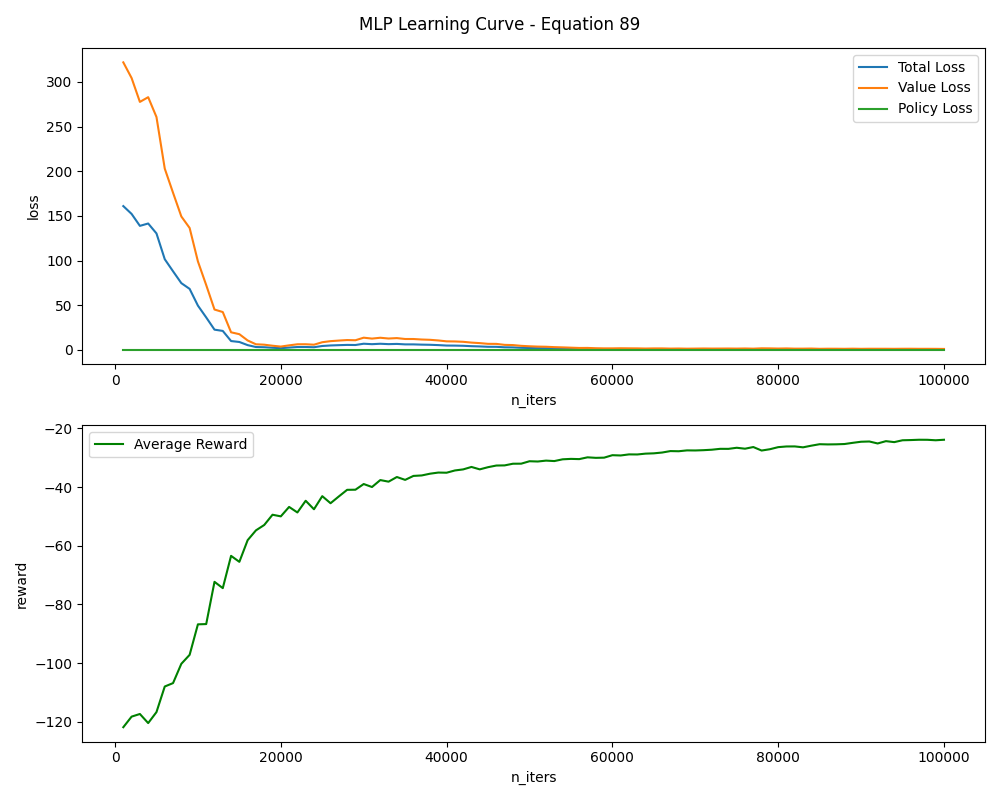 MLP Learning Curve - Equation 89
Total Loss
Value Loss
Policy Loss
300
250
200
150
100
50
0
loss
0 20000 40000 60000 80000 100000
n_iters
Average Reward
−20
−40
−60
−80
−100
−120
reward
0 20000 40000 60000 80000 100000
n_iters